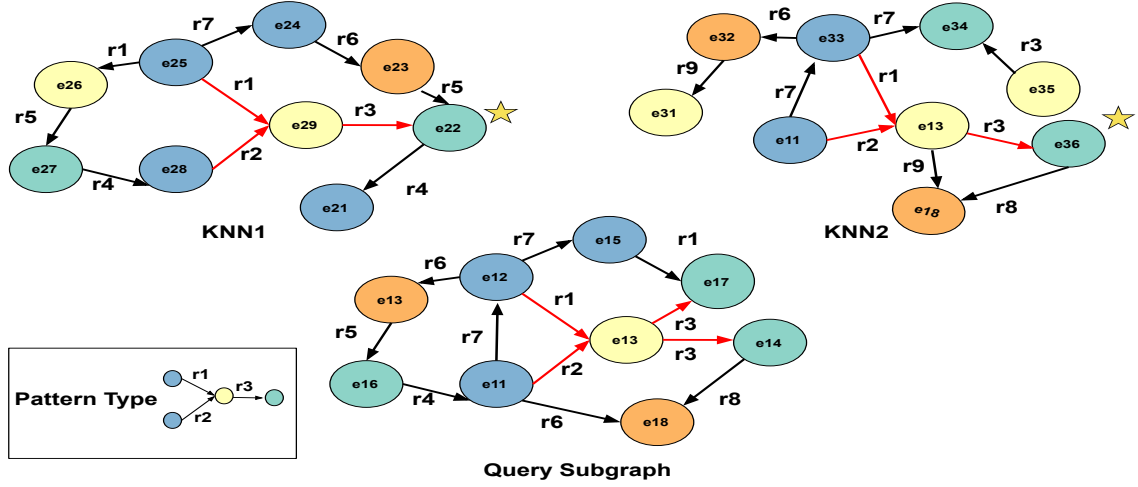 r7
e24
r6
r1
e25
e23
e26
r1
r5
r5
e29
r3
e22
r2
e27
r4
e28
r4
e21
KNN1
r6
r7
e34
e32
e33
r3
r9
r1
e35
r7
e31
e13
r3
e11
r2
e36
r9
r8
e18
KNN2
r7
e15
r1
r6
e12
e17
e13
r1
r5
r7
e13
r3
e14
r3
r2
e16
e11
r4
r8
r6
e18
Query Subgraph
r1
r3
Pattern Type
r2